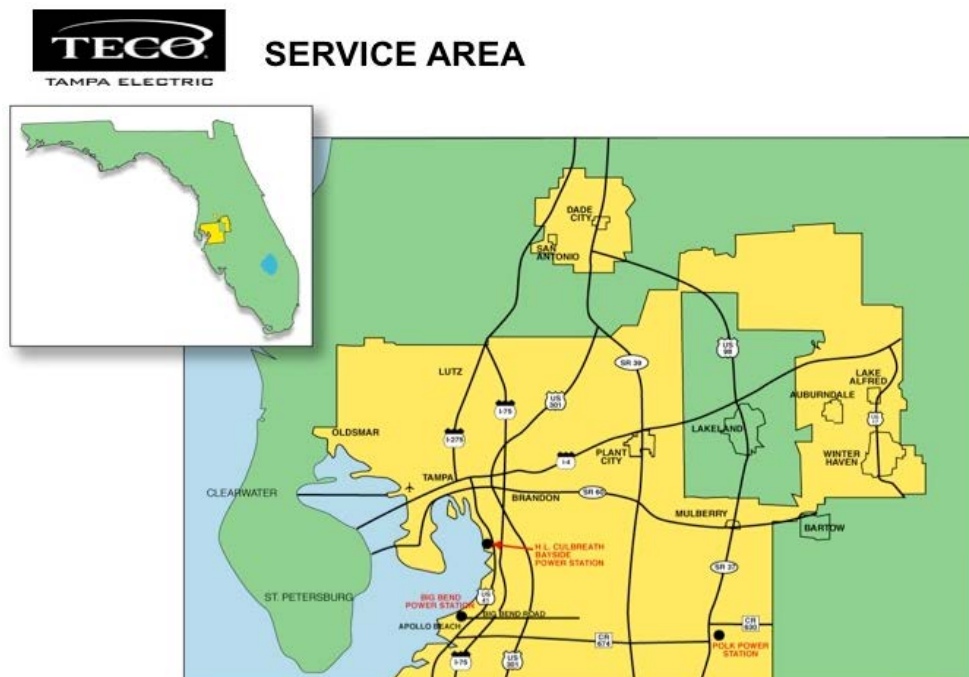 TECO
TAMPA ELECTRIC
SERVICE AREA
DADE
CITY
SAN
ANTONIO
US
98
SR 39
LUTZ
US
301
I-75
LAKE
ALFRED
AUBURNDALE
OLDSMAR
I-275
LAKELAND
PLANT
CITY
I-4
WINTER
HAVEN
TAMPA
CLEARWATER
BRANDON
SR 60
MULBERRY
BARTOW
H.L. CULBREATH
BAYSIDE
POWER STATION
SR 37
ST. PETERSBURG
BIG BEND
POWER STATION
US
41
BIG BEND ROAD
APOLLO BEACH
CR
630
CR
674
POLK POWER
STATION
I-75
US
301